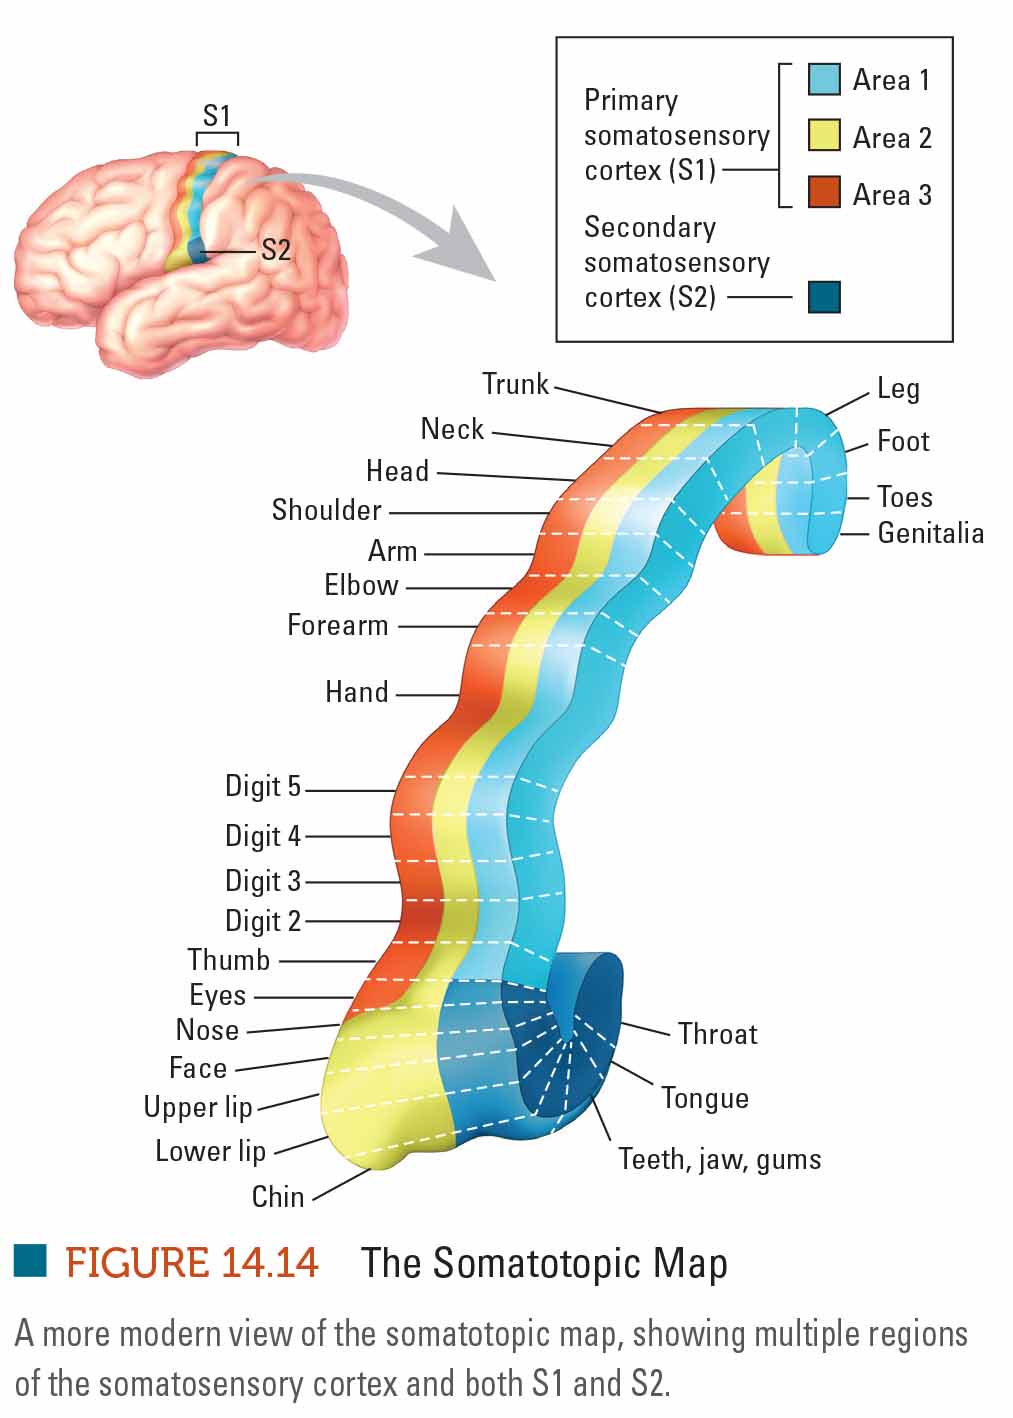 S1
S2
Primary
somatosensory
cortex (S1)
Area 1
Area 2
Area 3
Secondary
somatosensory
cortex (S2)
Trunk
Neck
Head
Shoulder
Arm
Elbow
Forearm
Hand
Digit 5
Digit 4
Digit 3
Digit 2
Thumb
Eyes
Nose
Face
Upper lip
Lower lip
Chin
Leg
Foot
Toes
Genitalia
Throat
Tongue
Teeth, jaw, gums
FIGURE 14.14 The Somatotopic Map
A more modern view of the somatotopic map, showing multiple regions
of the somatosensory cortex and both S1 and S2.